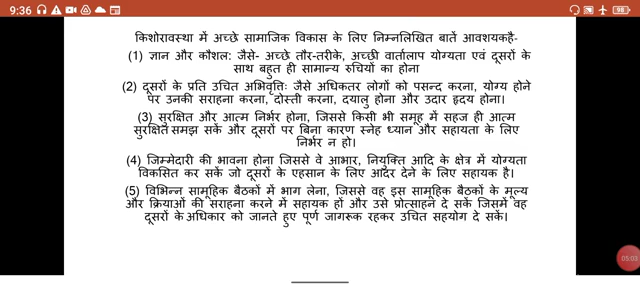 9:36
98
किशोरावस्था में अच्छे सामाजिक विकास के लिए निम्नलिखित बातें आवशयकहै-
(1) ज्ञान और कौशल: जैसे- अच्छे तौर-तरीके, अच्छी वार्तालाप योग्यता एवं दूसरों के
साथ बहुत ही सामान्य रुचियों का होना
(2) दूसरों के प्रति उचित अभिवृत्तिः जैसे अधिकतर लोगों को पसन्द करना, योग्य होने
पर उनकी सराहना करना, दोस्ती करना, दयालु होना और उदार हृदय होना।
(3) सुरक्षित और आत्म निर्भर होना, जिससे किसी भी समूह में सहज ही आत्म
सुरक्षित समझ सकें और दूसरों पर बिना कारण स्नेह ध्यान और सहायता के लिए
निर्भर न हो।
(4) जिम्मेदारी की भावना होना जिससे वे आभार, नियुक्ति आदि के क्षेत्र में योग्यता
विकसित कर सकें जो दूसरों के एहसान के लिए आदर देने के लिए सहायक है।
(5) विभिन्न सामूहिक बैठकों में भाग लेना, जिससे वह इस सामूहिक बैठकों के मूल्य
और क्रियाओं की सराहना करने में सहायक हों और उसे प्रोत्साहन दे सकें जिसमें वह
दूसरों के अधिकार को जानते हुए पूर्ण जागरूक रहकर उचित सहयोग दे सकें।
05:03